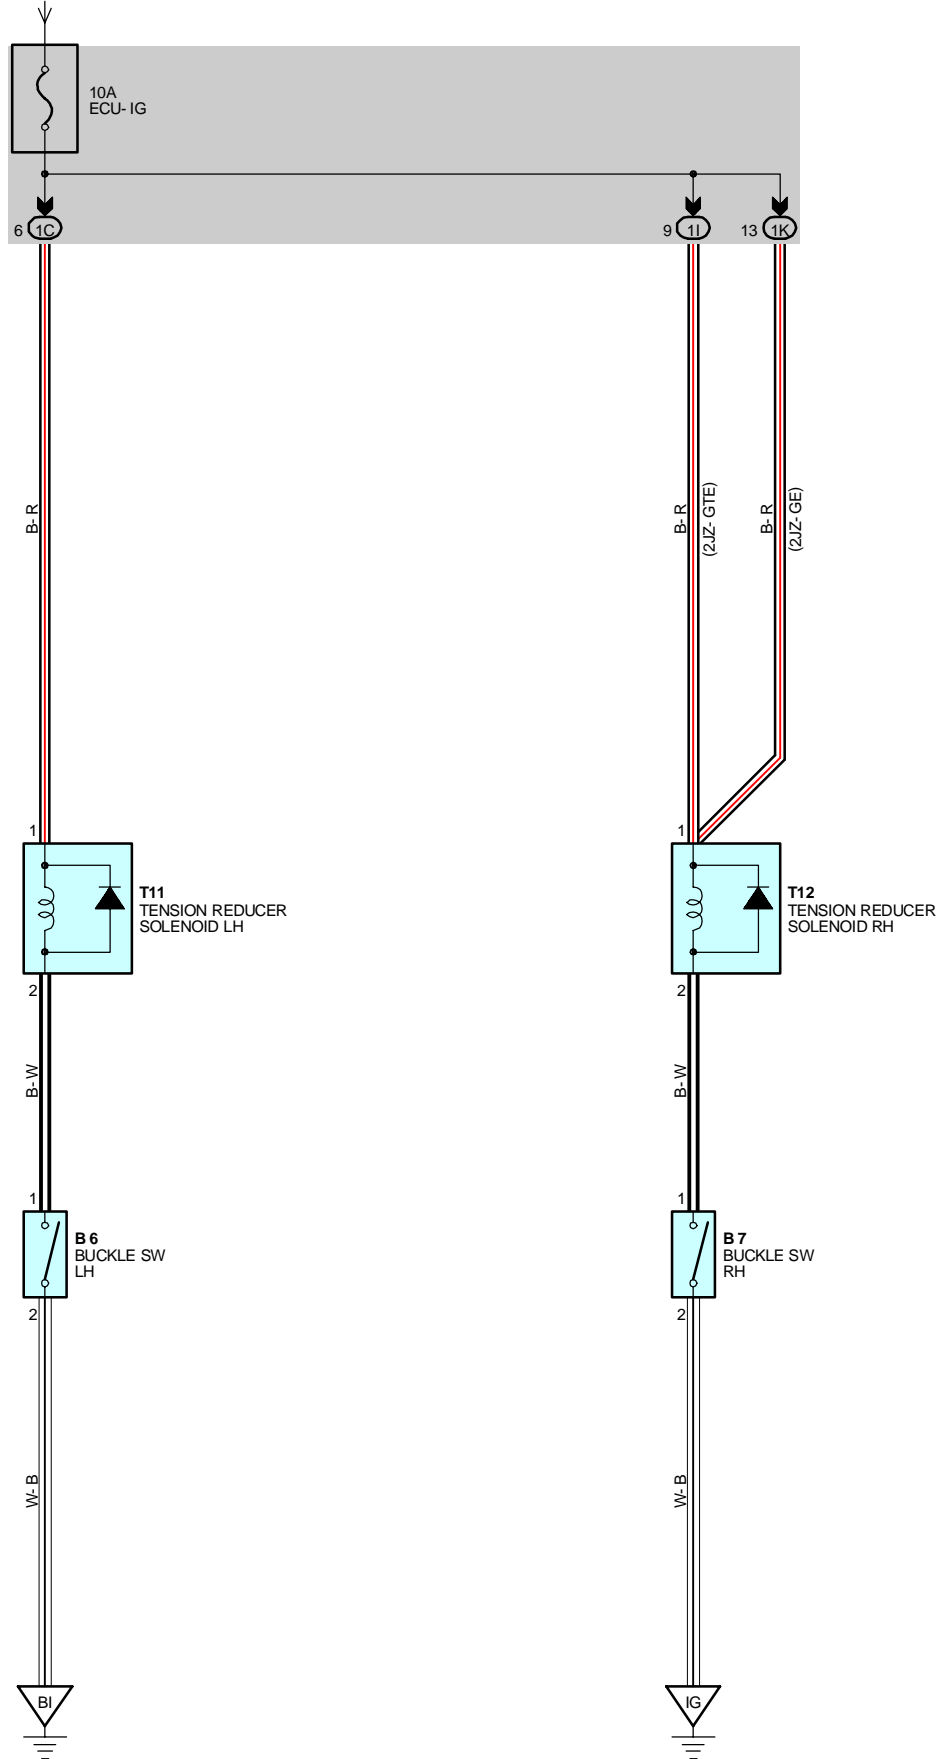 10A
ECU- IG
6 1C
9 1I
13 1K
B- R
B- R
(2JZ- GTE)
B- R
(2JZ- GE)
1
1
T11
TENSION REDUCER
SOLENOID LH
T12
TENSION REDUCER
SOLENOID RH
2
2
B- W
B- W
1
1
B 6
BUCKLE SW
LH
B 7
BUCKLE SW
RH
2
2
W- B
W- B
BI
IG